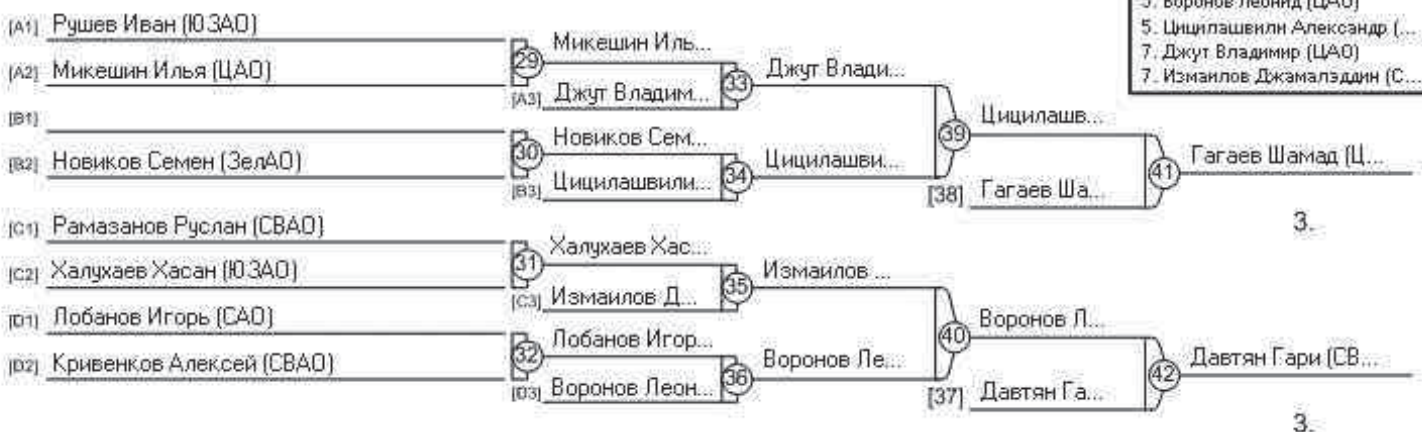 5. Воронов Леонид (ЦАО)
5. Цицилашвили Александр (...
7. Джут Владимир (ЦАО)
7. Измаилов Джамалэддин (С...
[A1] Рушев Иван (ЮЗАО)
[A2] Микешин Илья (ЦАО)
29
Микешин Иль...
[A3] Джут Владим...
33
Джут Влади...
[B1]
[B2] Новиков Семен (ЗелАО)
30
Новиков Сем...
[B3] Цицилашвили...
34
Цицилашви...
39
Цицилашв...
[38] Гагаев Ша...
41
Гагаев Шамад (Ц...
3.
[C1] Рамазанов Руслан (СВАО)
[C2] Халухаев Хасан (ЮЗАО)
31
Халухаев Хас...
[C3] Измаилов Д...
35
Измаилов ...
[D1] Лобанов Игорь (САО)
[D2] Кривенков Алексей (СВАО)
32
Лобанов Игор...
[D3] Воронов Леон...
36
Воронов Ле...
40
Воронов Л...
[37] Давтян Га...
42
Давтян Гари (СВ...
3.